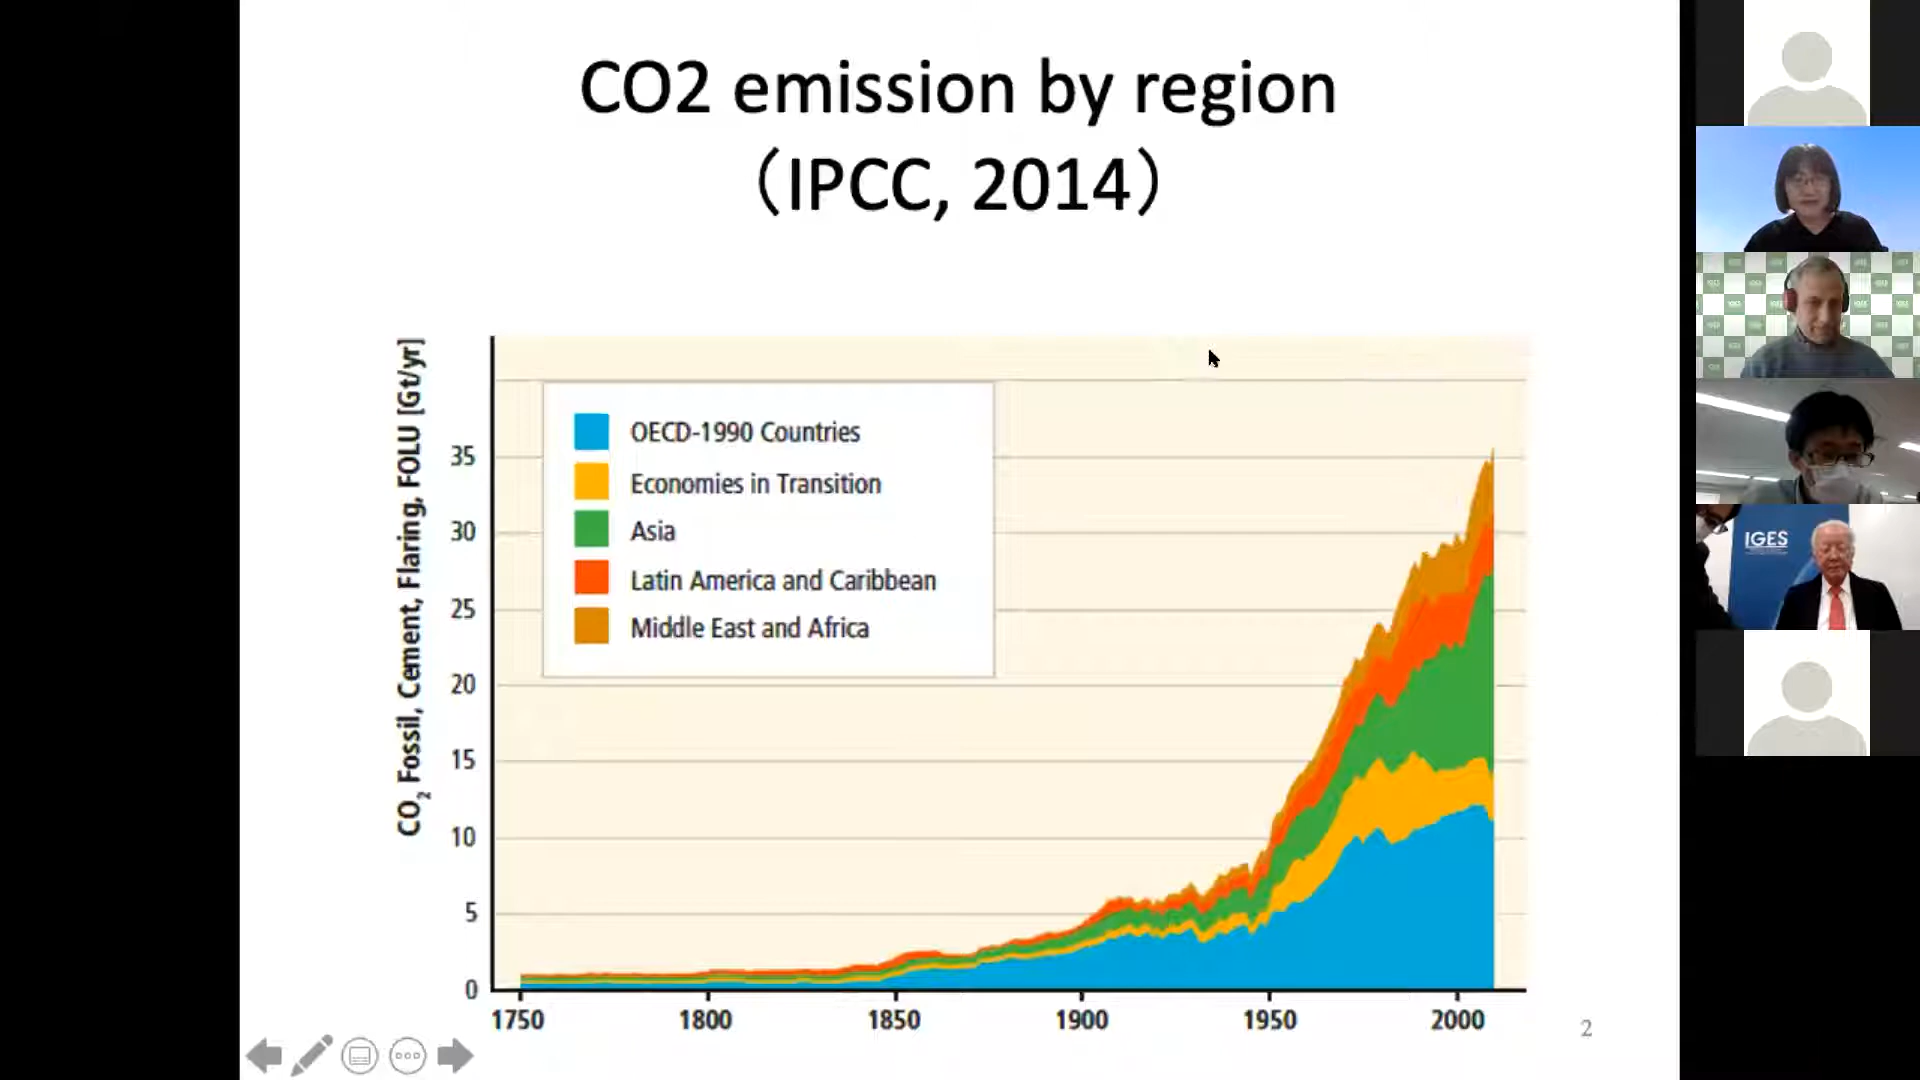 CO2 emission by region
（IPCC, 2014）
CO₂ Fossil, Cement, Flaring, FOLU [Gt/yr]
35
30
25
20
15
10
5
0
OECD-1990 Countries
Economies in Transition
Asia
Latin America and Caribbean
Middle East and Africa
1750 1800 1850 1900 1950 2000
2
IGES